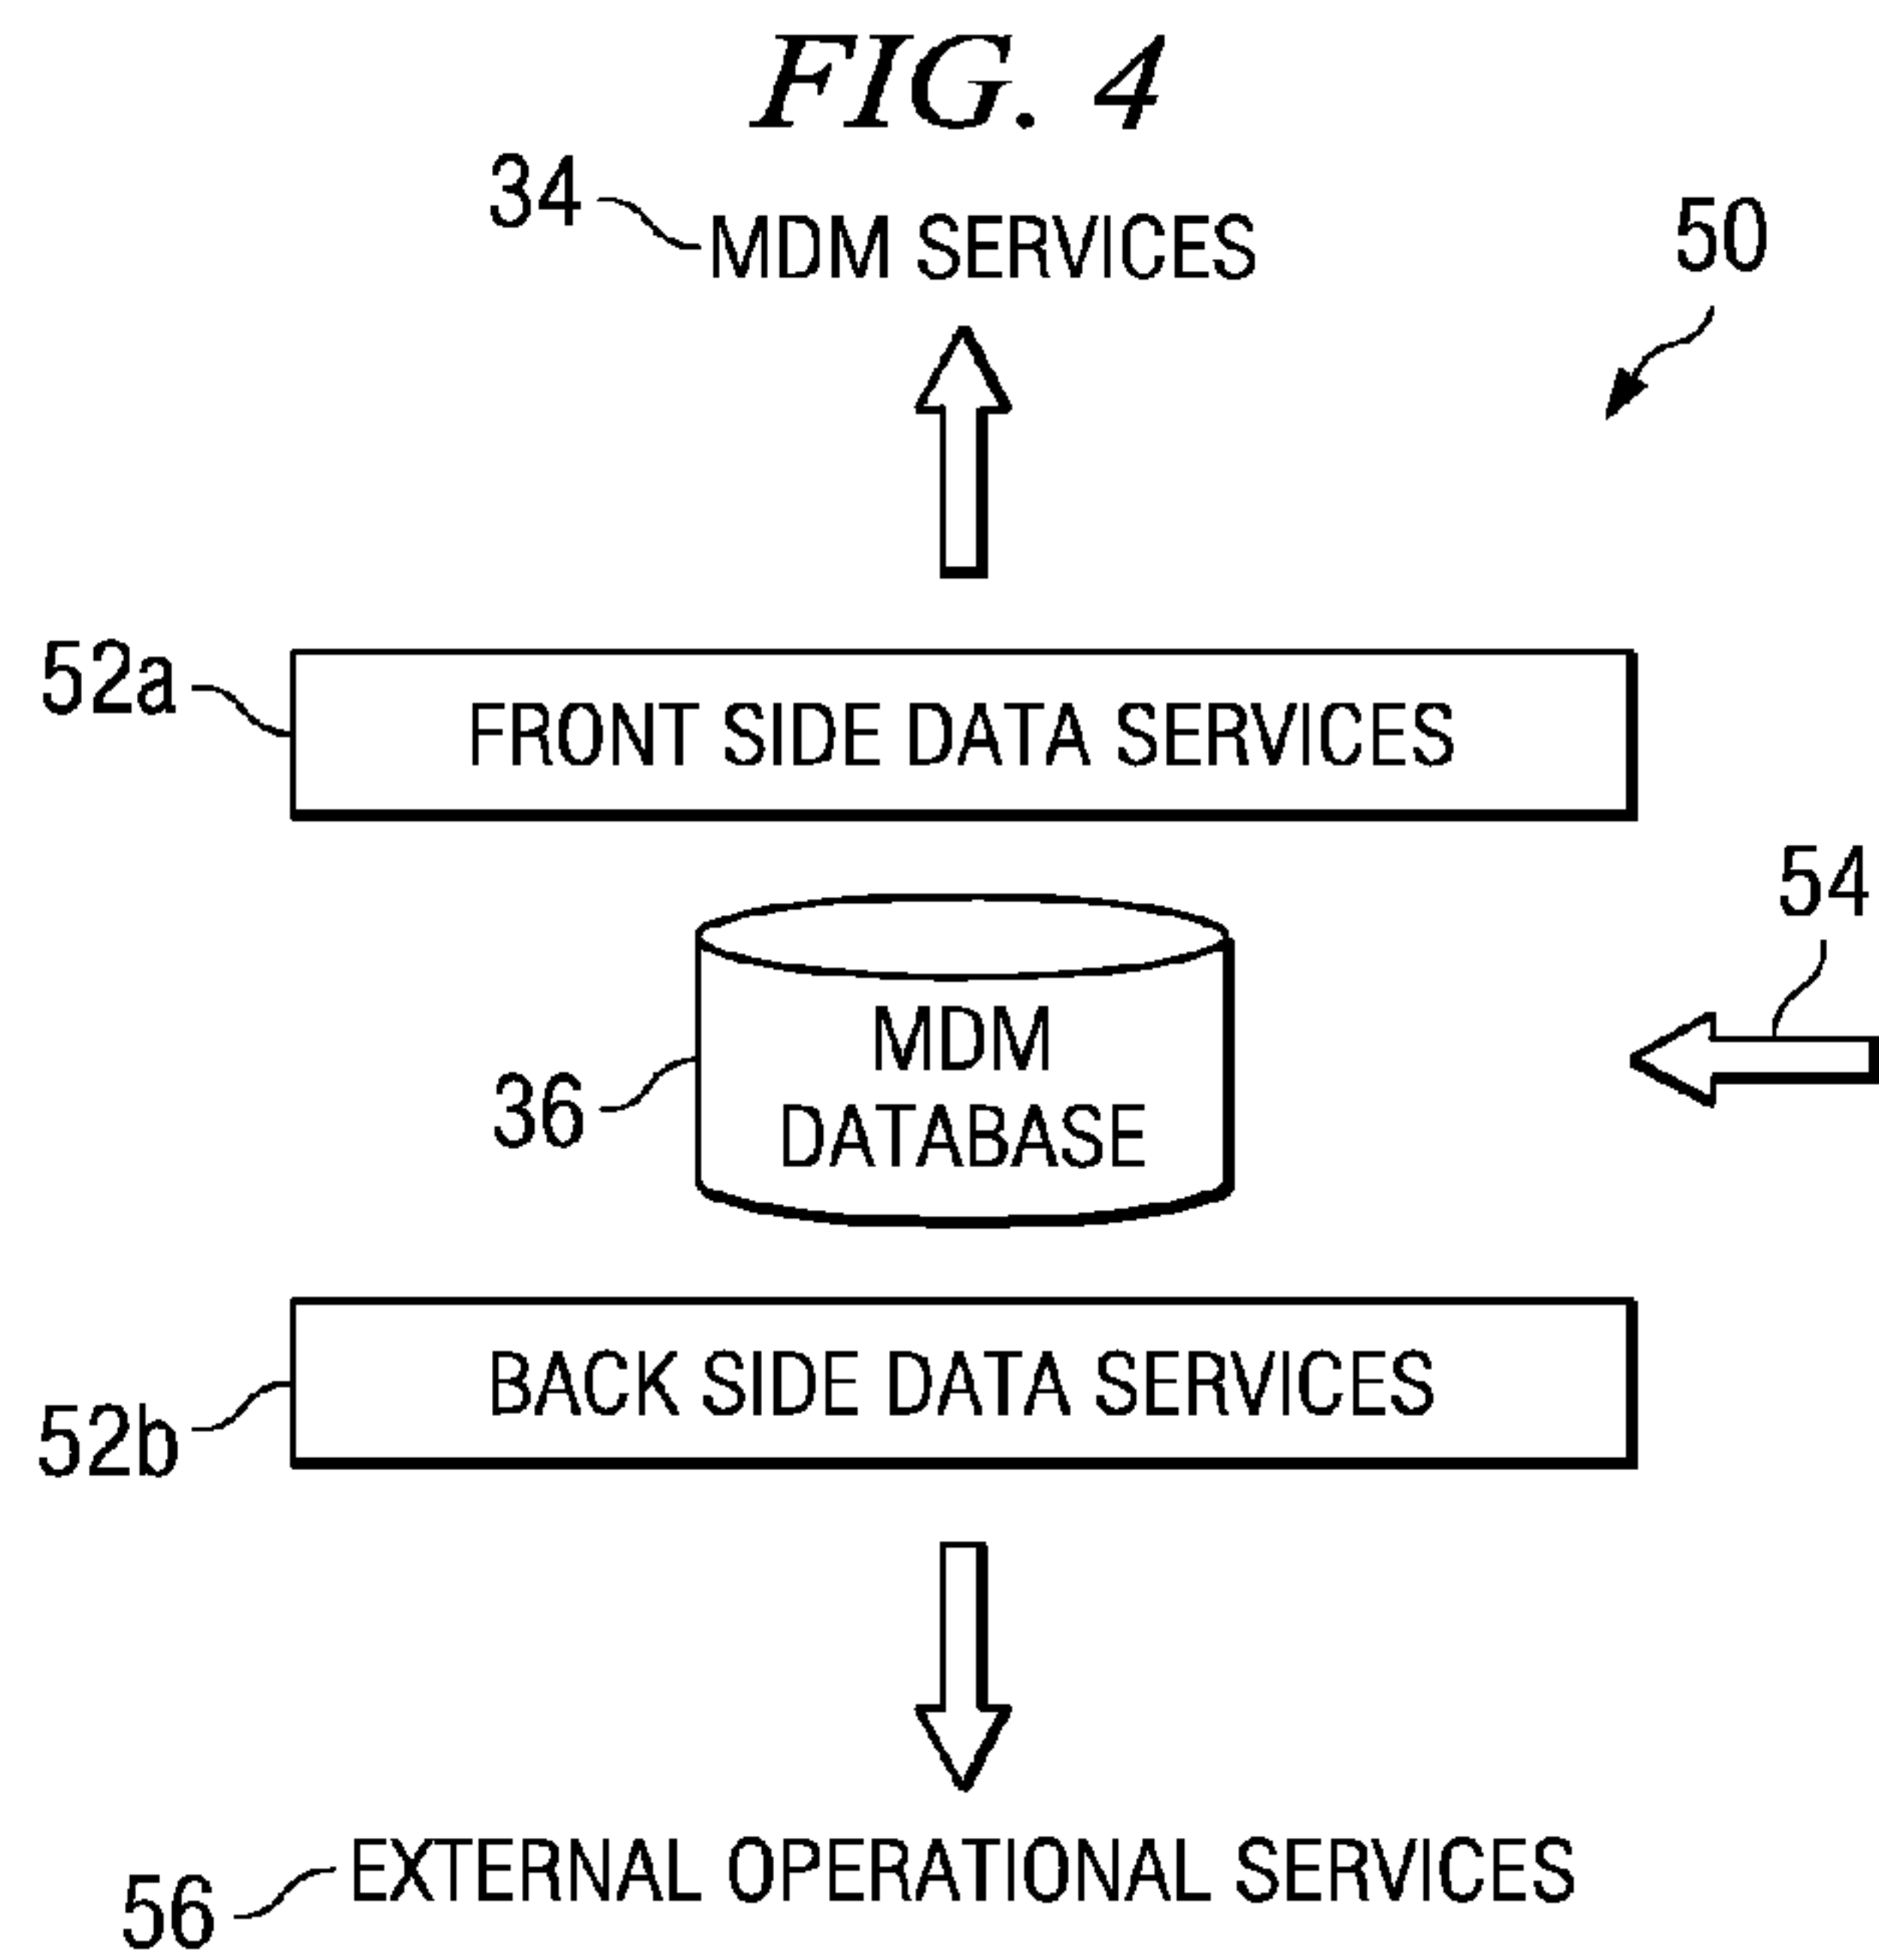 FIG. 4
34
MDM SERVICES
50
52a
FRONT SIDE DATA SERVICES
54
MDM
DATABASE
36
BACK SIDE DATA SERVICES
52b
EXTERNAL OPERATIONAL SERVICES
56